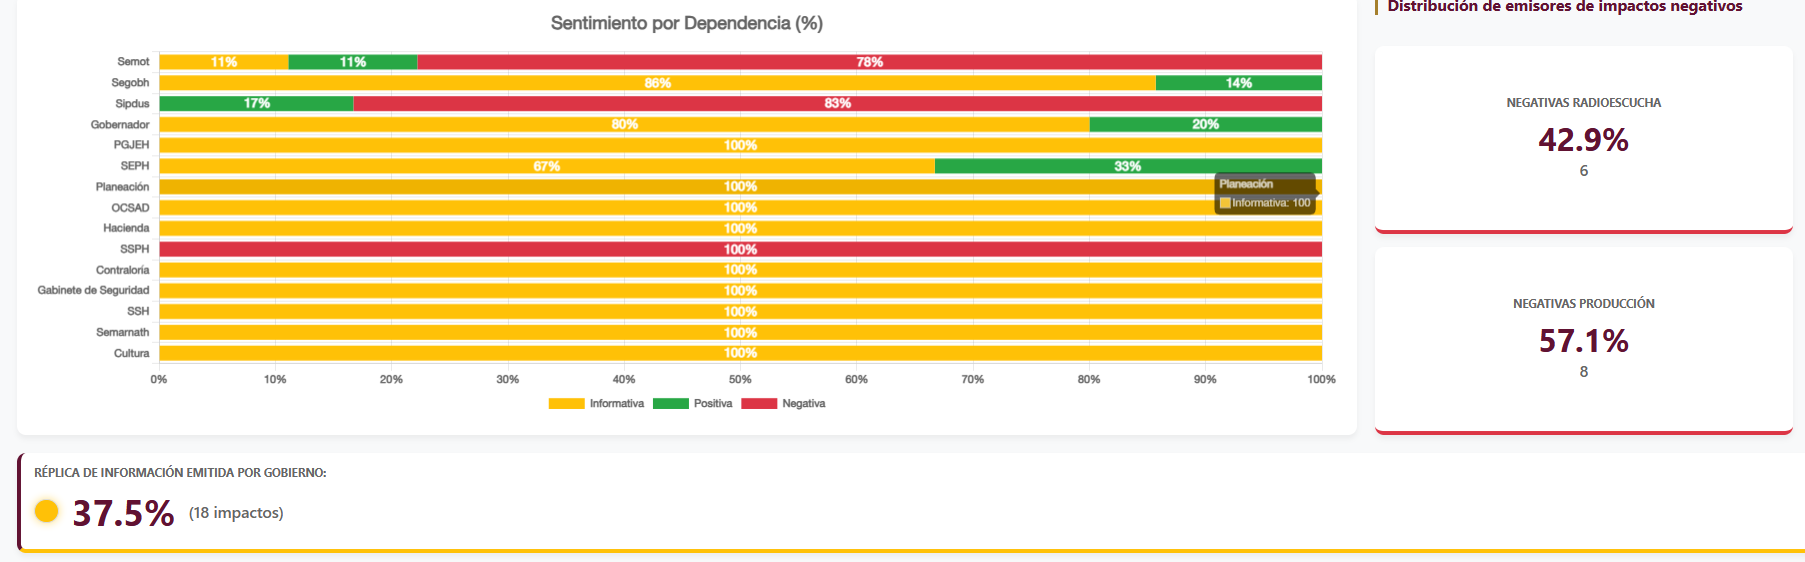 Sentimiento por Dependencia (%)
Semot 11% 11% 78%
Segobh 86% 14%
Sipdus 17% 83%
Gobernador 80% 20%
PGJEH 100%
SEPH 67% 33%
Planeación 100%
OCSAD 100%
Hacienda 100%
SSPH 100%
Contraloría 100%
Gabinete de Seguridad 100%
SSH 100%
Semarnath 100%
Cultura 100%
Planeación
Informativa: 100
0% 10% 20% 30% 40% 50% 60% 70% 80% 90% 100%
Informativa Positiva Negativa
Distribución de emisores de impactos negativos
NEGATIVAS RADIOESCUCHA
42.9%
6
NEGATIVAS PRODUCCIÓN
57.1%
8
RÉPLICA DE INFORMACIÓN EMITIDA POR GOBIERNO:
37.5% (18 impactos)